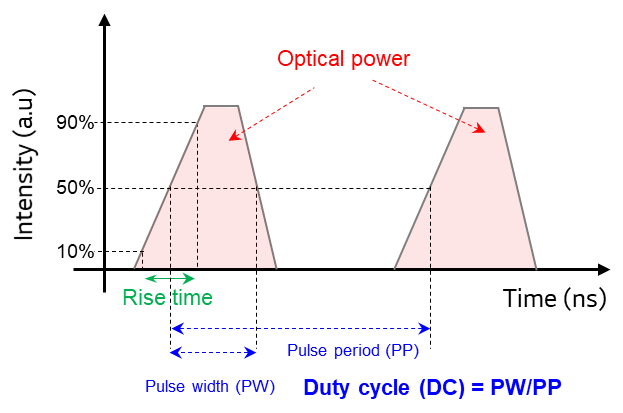 Optical power
90%
50%
10%
Intensity (a.u)
Rise time
Time (ns)
Pulse period (PP)
Pulse width (PW)
Duty cycle (DC) = PW/PP